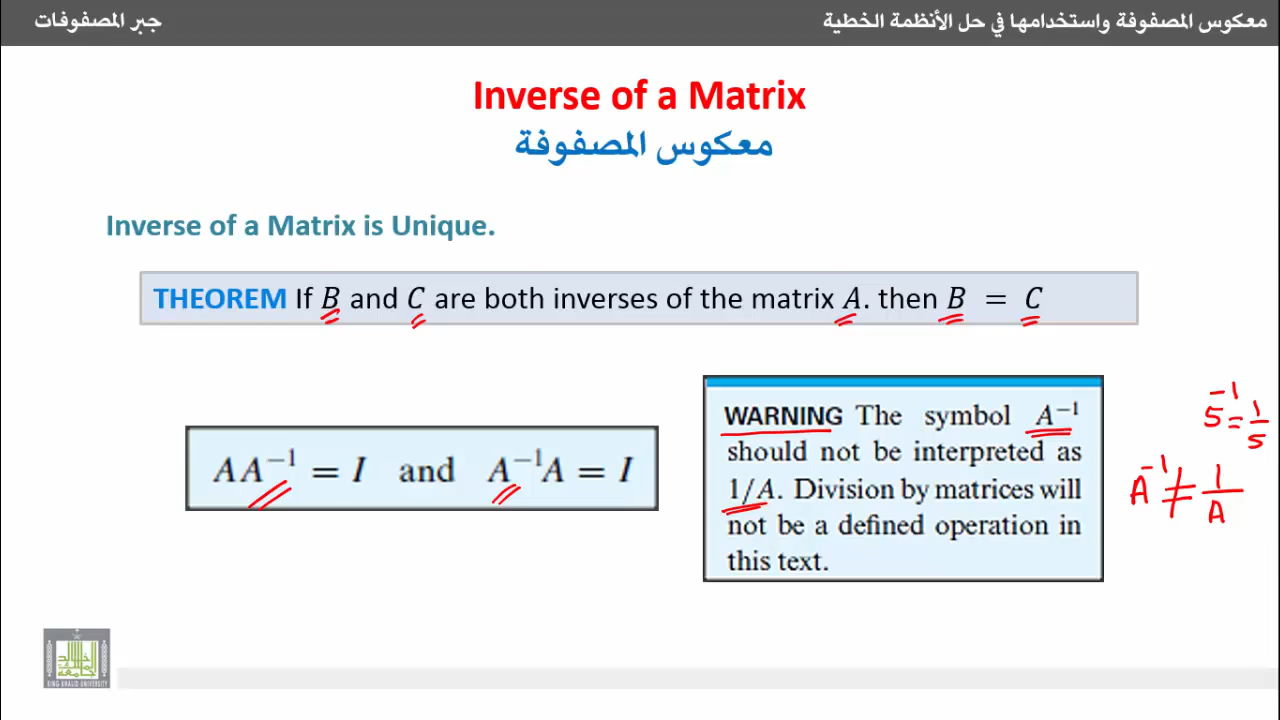 معكوس المصفوفة واستخدامها في حل الأنظمة الخطية
جبر المصفوفات
Inverse of a Matrix
معكوس المصفوفة
Inverse of a Matrix is Unique.
THEOREM If B and C are both inverses of the matrix A. then B = C
AA⁻¹ = I and A⁻¹A = I
WARNING The symbol A⁻¹
should not be interpreted as
1/A. Division by matrices will
not be a defined operation in
this text.
5⁻¹ = 1/5
A⁻¹ ≠ 1/A
KING KHALID UNIVERSITY